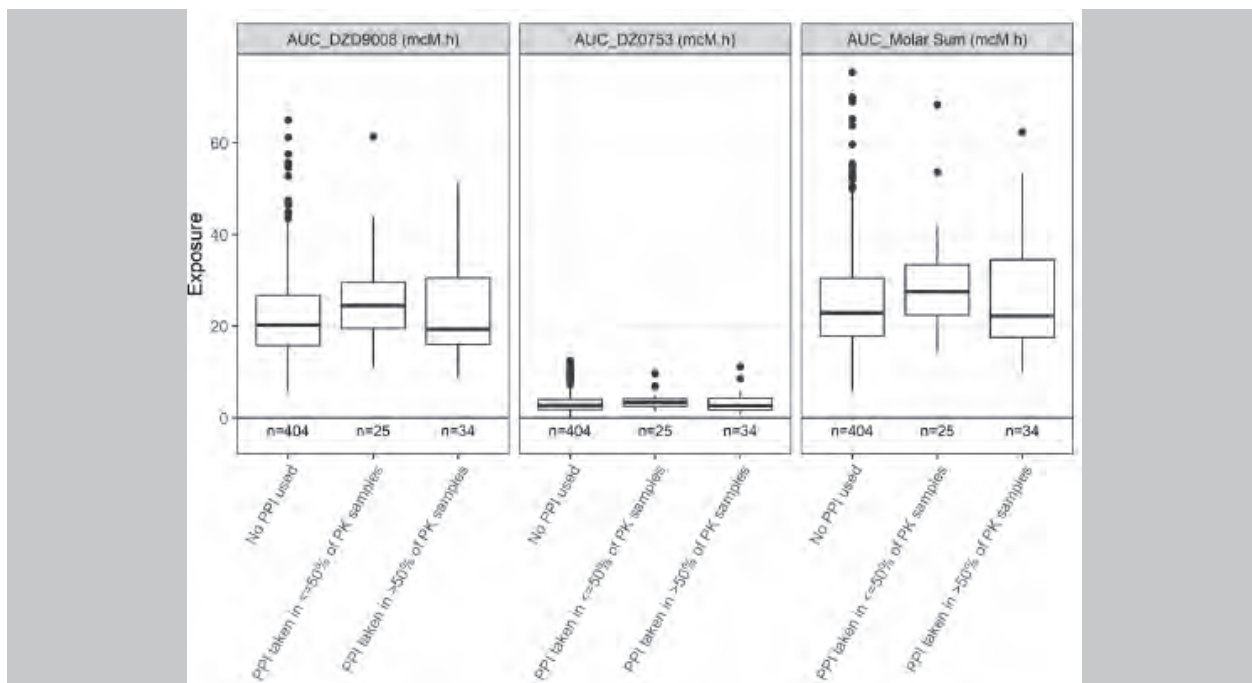 AUC_DZD9008 (mcM.h)
AUC_DZ0753 (mcM.h)
AUC_Molar Sum (mcM.h)
Exposure
60
40
20
0
n=404
n=25
n=34
n=404
n=25
n=34
n=404
n=25
n=34
No PPI used
PPI taken in <=50% of PK samples
PPI taken in >50% of PK samples
No PPI used
PPI taken in <=50% of PK samples
PPI taken in >50% of PK samples
No PPI used
PPI taken in <=50% of PK samples
PPI taken in >50% of PK samples